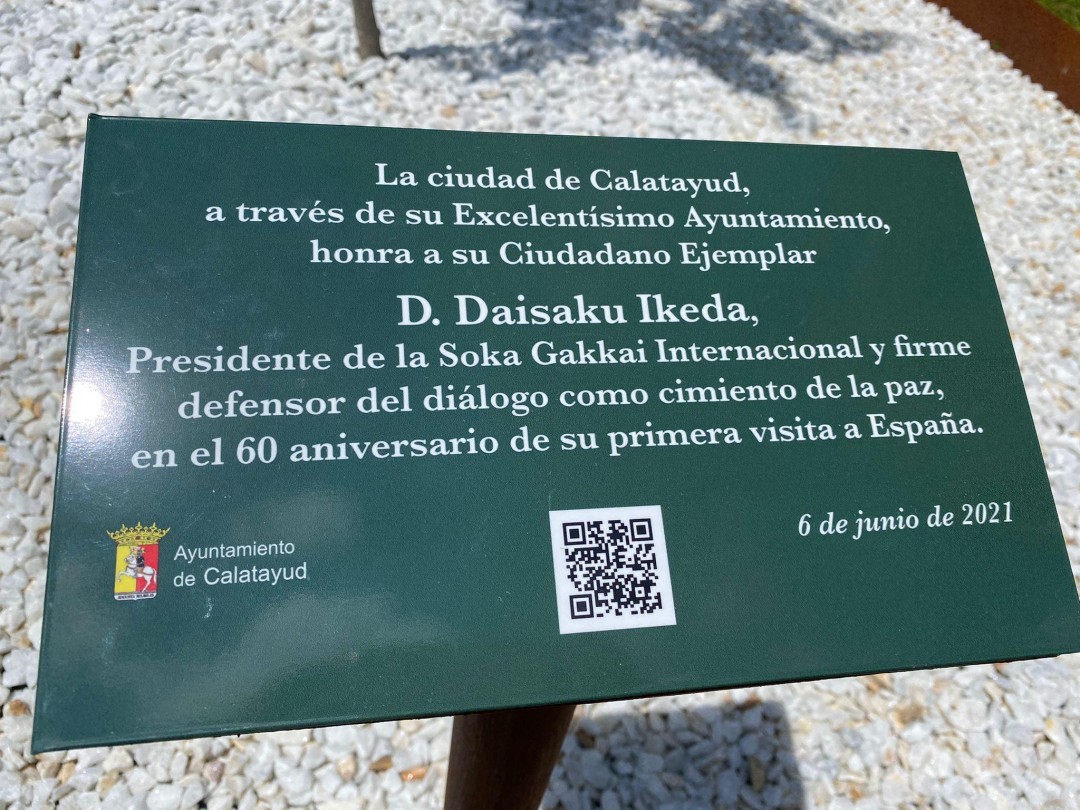 La ciudad de Calatayud,
a través de su Excelentísimo Ayuntamiento,
honra a su Ciudadano Ejemplar
D. Daisaku Ikeda,
Presidente de la Soka Gakkai Internacional y firme
defensor del diálogo como cimiento de la paz,
en el 60 aniversario de su primera visita a España.
6 de junio de 2021
Ayuntamiento
de Calatayud